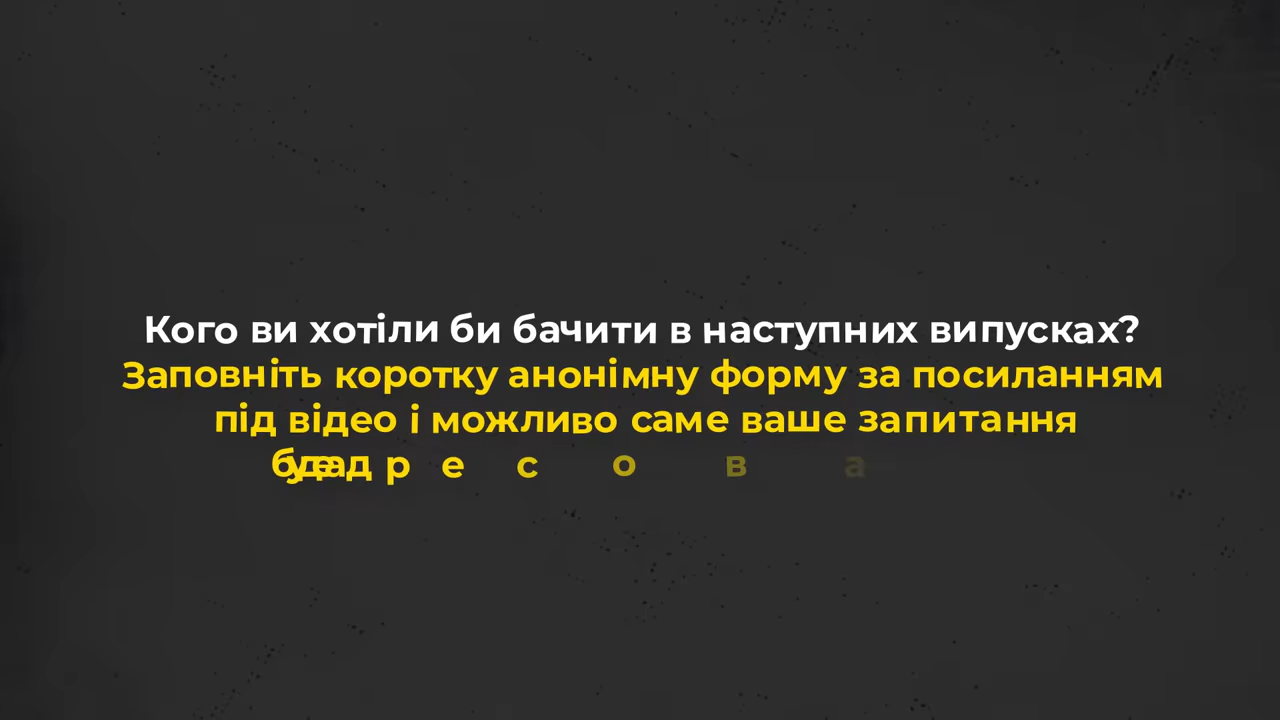 Кого ви хотіли би бачити в наступних випусках?
Заповніть коротку анонімну форму за посиланням
під відео і можливо саме ваше запитання